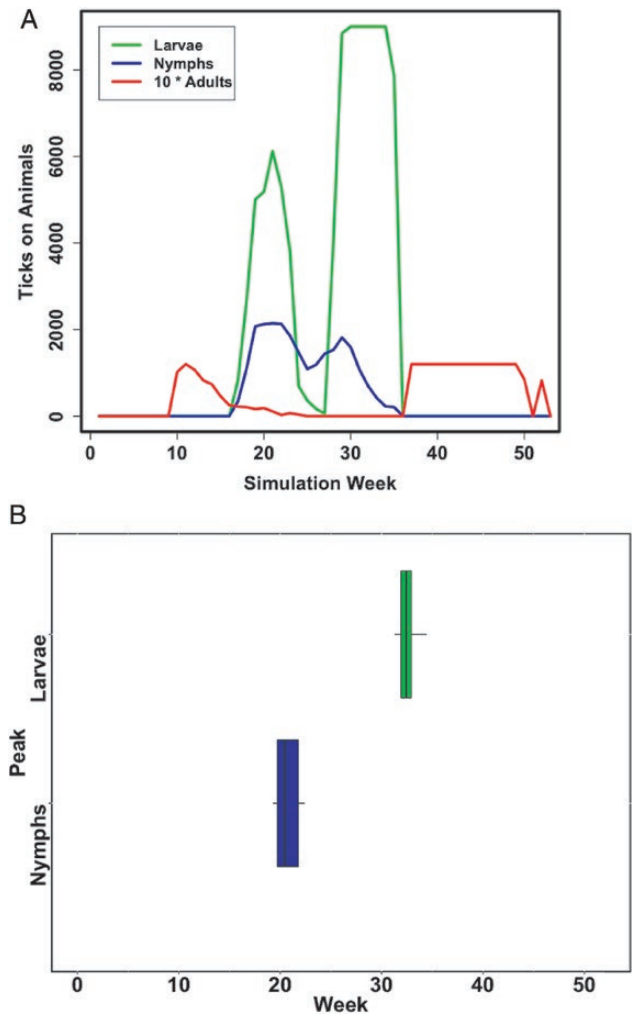 A
Larvae
Nymphs
10 * Adults
Ticks on Animals
8000
6000
4000
2000
0
0 10 20 30 40 50
Simulation Week
B
Peak
Larvae
Nymphs
0 10 20 30 40 50
Week